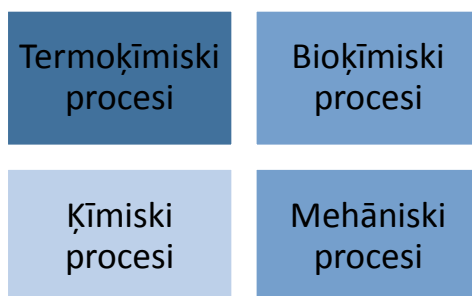 Termoķīmiski
procesi
Bioķīmiski
procesi
Ķīmiski
procesi
Mehāniski
procesi